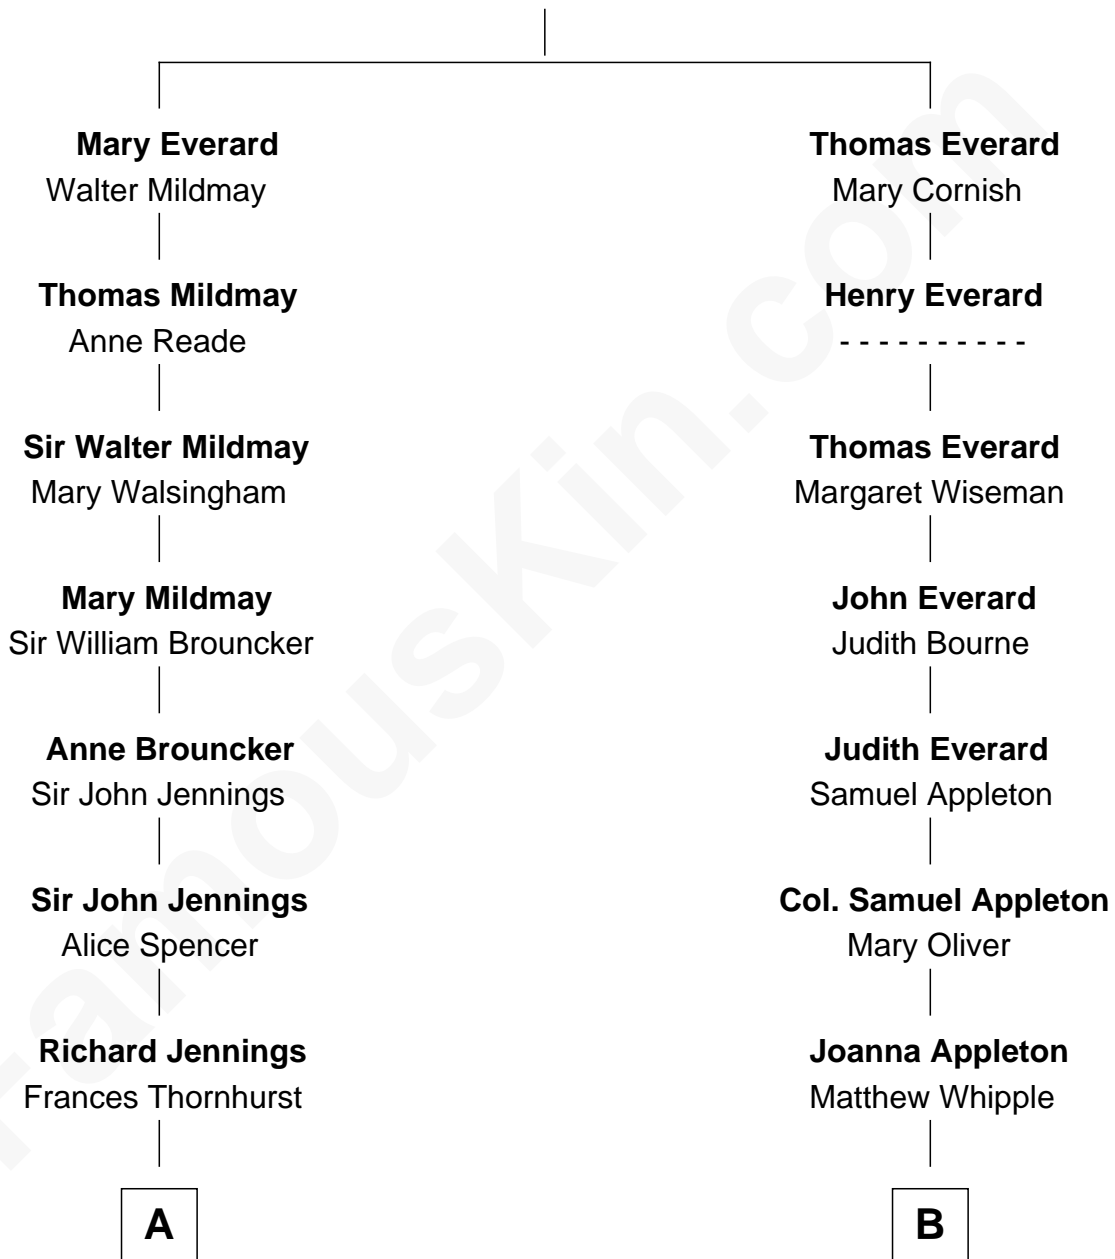 Mary Everard
Walter Mildmay
Thomas Mildmay
Anne Reade
Sir Walter Mildmay
Mary Walsingham
Mary Mildmay
Sir William Brouncker
Anne Brouncker
Sir John Jennings
Sir John Jennings
Alice Spencer
Richard Jennings
Frances Thornhurst
A
Thomas Everard
Mary Cornish
Henry Everard
- - - - - - - - - -
Thomas Everard
Margaret Wiseman
John Everard
Judith Bourne
Judith Everard
Samuel Appleton
Col. Samuel Appleton
Mary Oliver
Joanna Appleton
Matthew Whipple
B
FamousKin.com